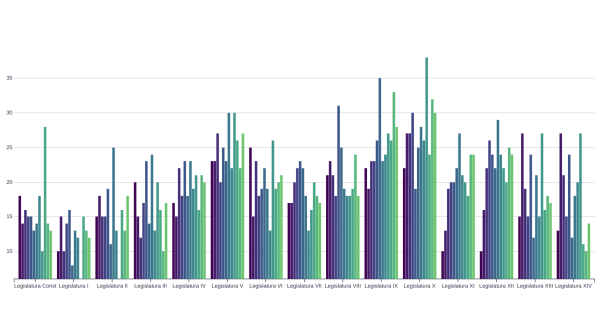 35
30
25
20
15
10
Legislatura Const
Legislatura I
Legislatura II
Legislatura III
Legislatura IV
Legislatura V
Legislatura VI
Legislatura VII
Legislatura VIII
Legislatura IX
Legislatura X
Legislatura XI
Legislatura XII
Legislatura XIII
Legislatura XIV